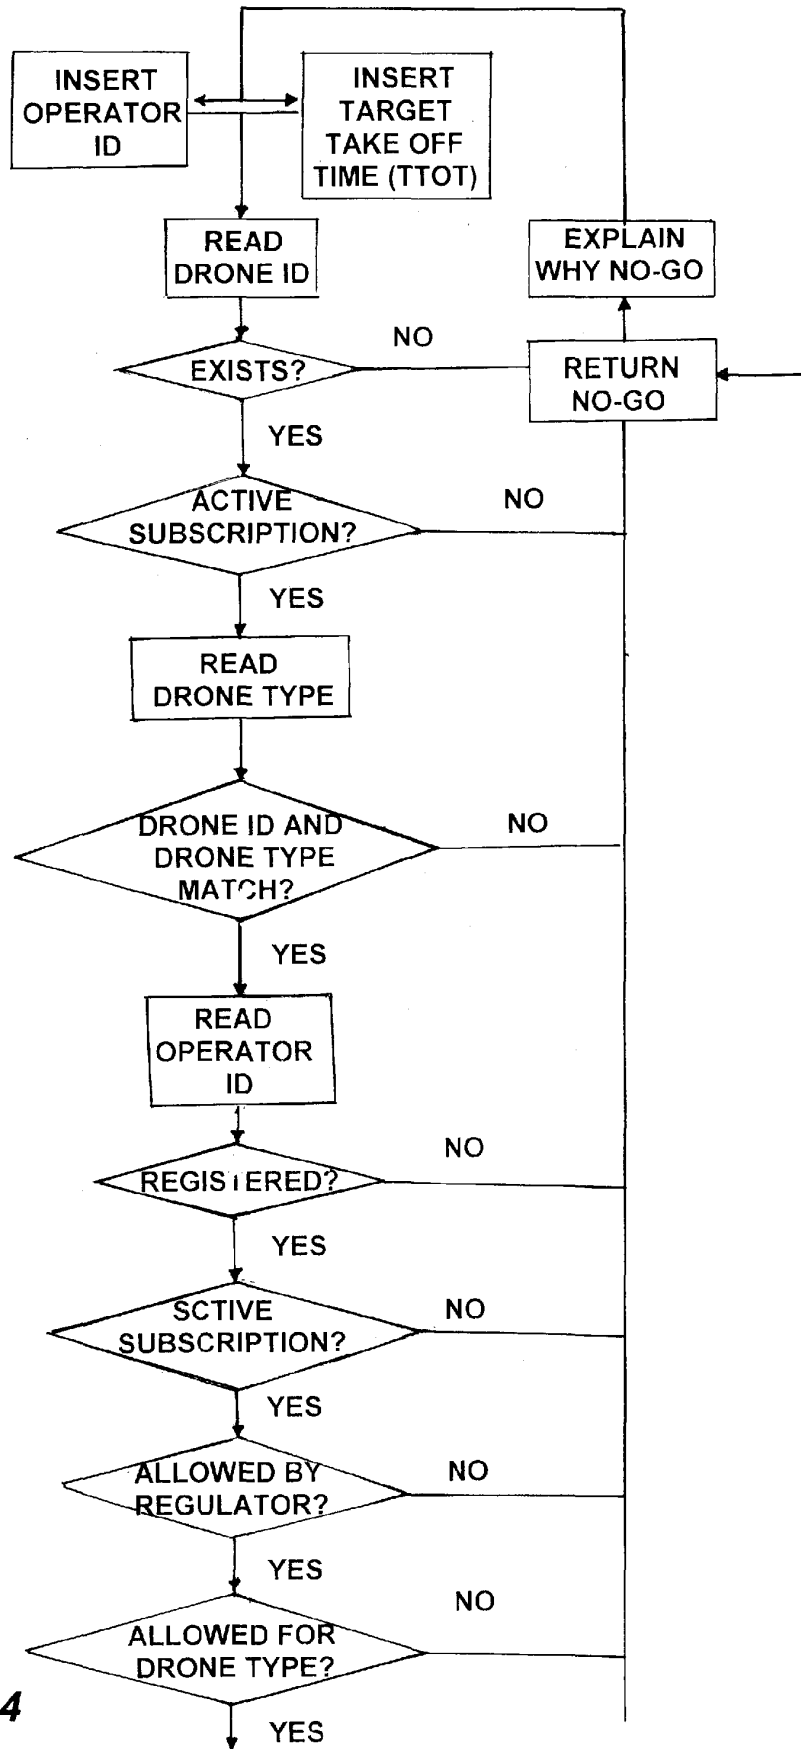 INSERT
OPERATOR
ID
INSERT
TARGET
TAKE OFF
TIME (TTOT)
READ
DRONE ID
EXPLAIN
WHY NO-GO
EXISTS?
NO
RETURN
NO-GO
YES
ACTIVE
SUBSCRIPTION?
NO
YES
READ
DRONE TYPE
DRONE ID AND
DRONE TYPE
MATCH?
NO
YES
READ
OPERATOR
ID
REGISTERED?
NO
YES
SCTIVE
SUBSCRIPTION?
NO
YES
ALLOWED BY
REGULATOR?
NO
YES
ALLOWED FOR
DRONE TYPE?
NO
YES
4